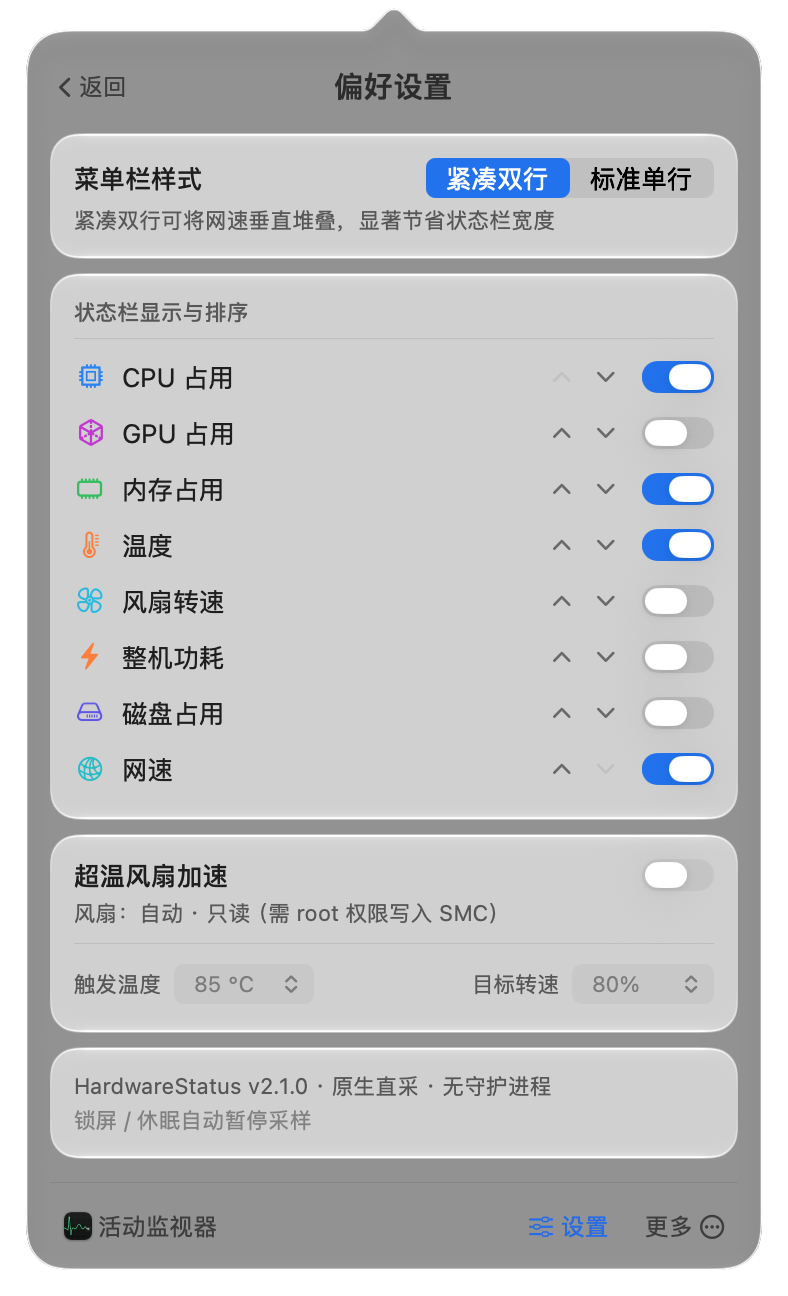 返回
偏好设置
菜单栏样式 紧凑双行 标准单行
紧凑双行可将网速垂直堆叠，显著节省状态栏宽度
状态栏显示与排序
CPU 占用
GPU 占用
内存占用
温度
风扇转速
整机功耗
磁盘占用
网速
超温风扇加速
风扇：自动 · 只读（需 root 权限写入 SMC）
触发温度 85 °C 目标转速 80%
HardwareStatus v2.1.0 · 原生直采 · 无守护进程
锁屏 / 休眠自动暂停采样
活动监视器 设置 更多